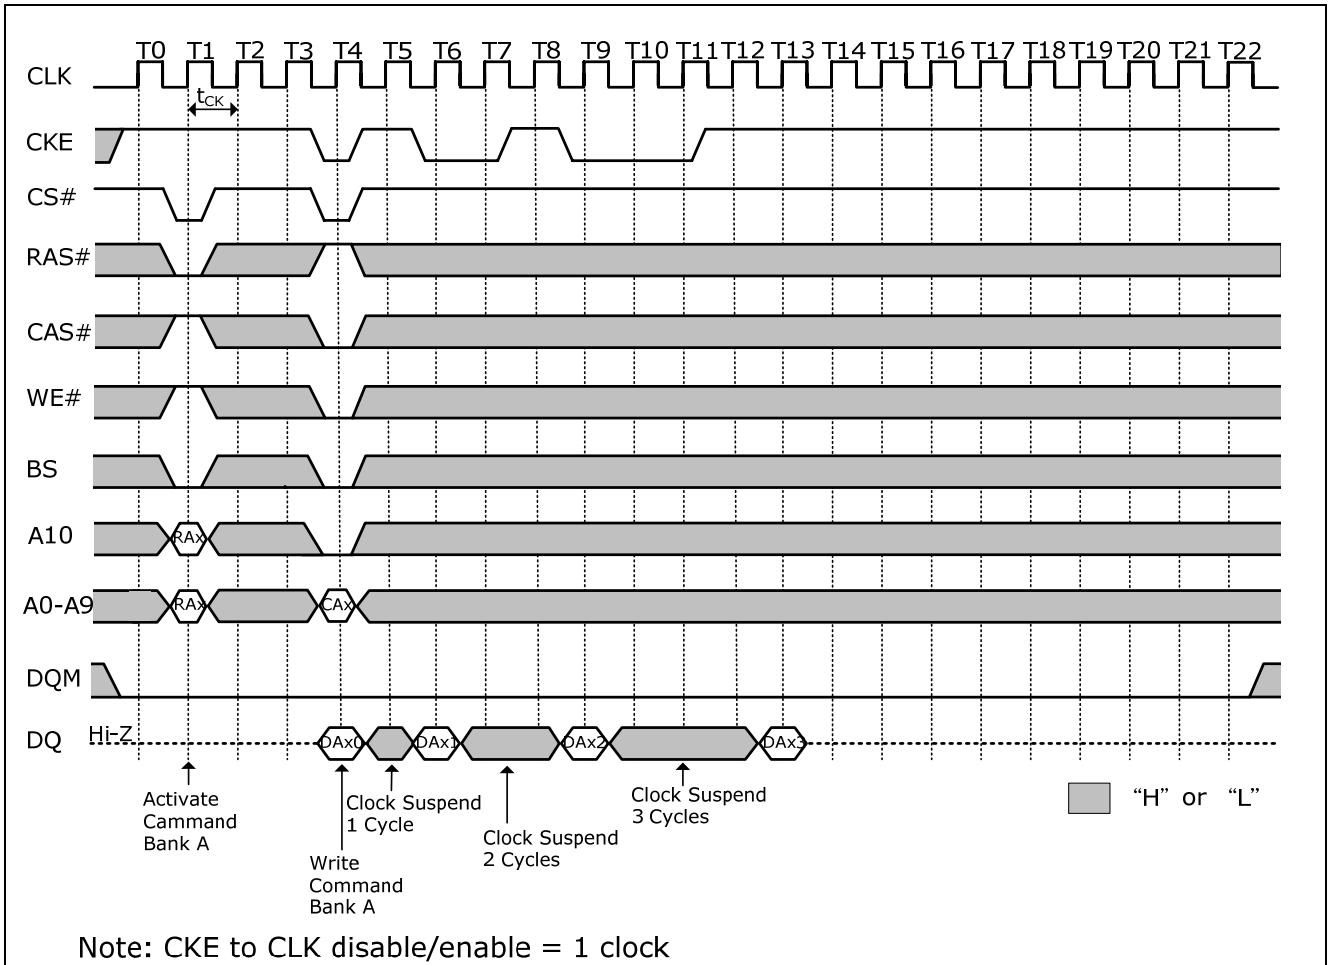 T0 T1 T2 T3 T4 T5 T6 T7 T8 T9 T10 T11 T12 T13 T14 T15 T16 T17 T18 T19 T20 T21 T22
CLK
tCK
CKE
CS#
RAS#
CAS#
WE#
BS
A10 RAx
A0-A9 RAx CAx
DQM
DQ Hi-Z DAx0 DAx1 DAx2 DAx3
Activate
Cammand
Bank A
Clock Suspend
1 Cycle
Write
Command
Bank A
Clock Suspend
2 Cycles
Clock Suspend
3 Cycles
“H” or “L”
Note: CKE to CLK disable/enable = 1 clock